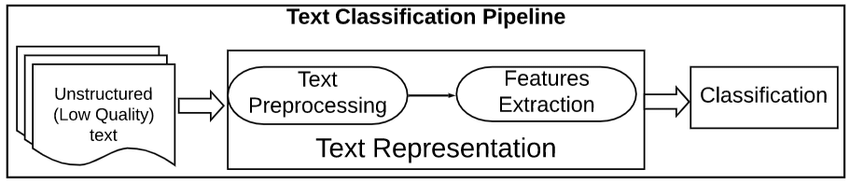 Text Classification Pipeline
Unstructured
(Low Quality)
text
Text
Preprocessing
Features
Extraction
Text Representation
Classification